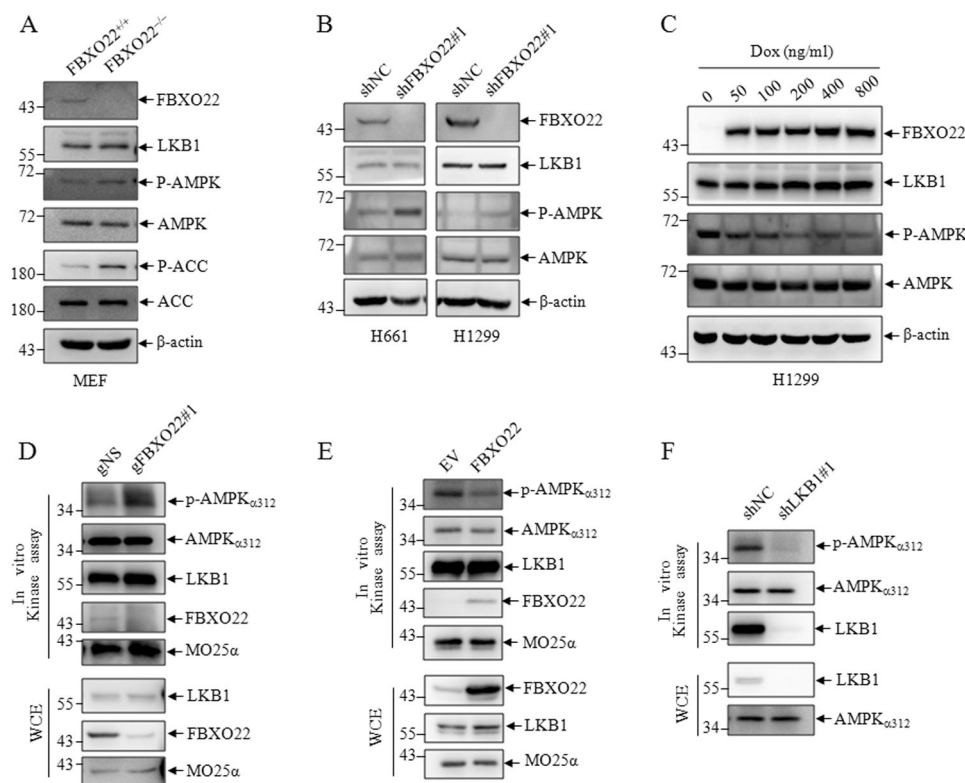 A
FBXO22+/+
FBXO22−/−
43
FBXO22
55
LKB1
72
P-AMPK
72
AMPK
180
P-ACC
180
ACC
43
β-actin
MEF
B
shNC
shFBXO22#1
shNC
shFBXO22#1
43
FBXO22
55
LKB1
72
P-AMPK
72
AMPK
43
β-actin
H661
H1299
C
Dox (ng/ml)
0 50 100 200 400 800
43
FBXO22
55
LKB1
72
P-AMPK
72
AMPK
43
β-actin
H1299
D
gNS
gFBXO22#1
In vitro
Kinase assay
34
p-AMPKα312
34
AMPKα312
55
LKB1
43
FBXO22
43
MO25α
WCE
55
LKB1
43
FBXO22
43
MO25α
E
EV
FBXO22
In vitro
Kinase assay
34
p-AMPKα312
34
AMPKα312
55
LKB1
43
FBXO22
43
MO25α
WCE
43
FBXO22
55
LKB1
43
MO25α
F
shNC
shLKB1#1
In vitro
Kinase assay
34
p-AMPKα312
34
AMPKα312
55
LKB1
WCE
55
LKB1
34
AMPKα312